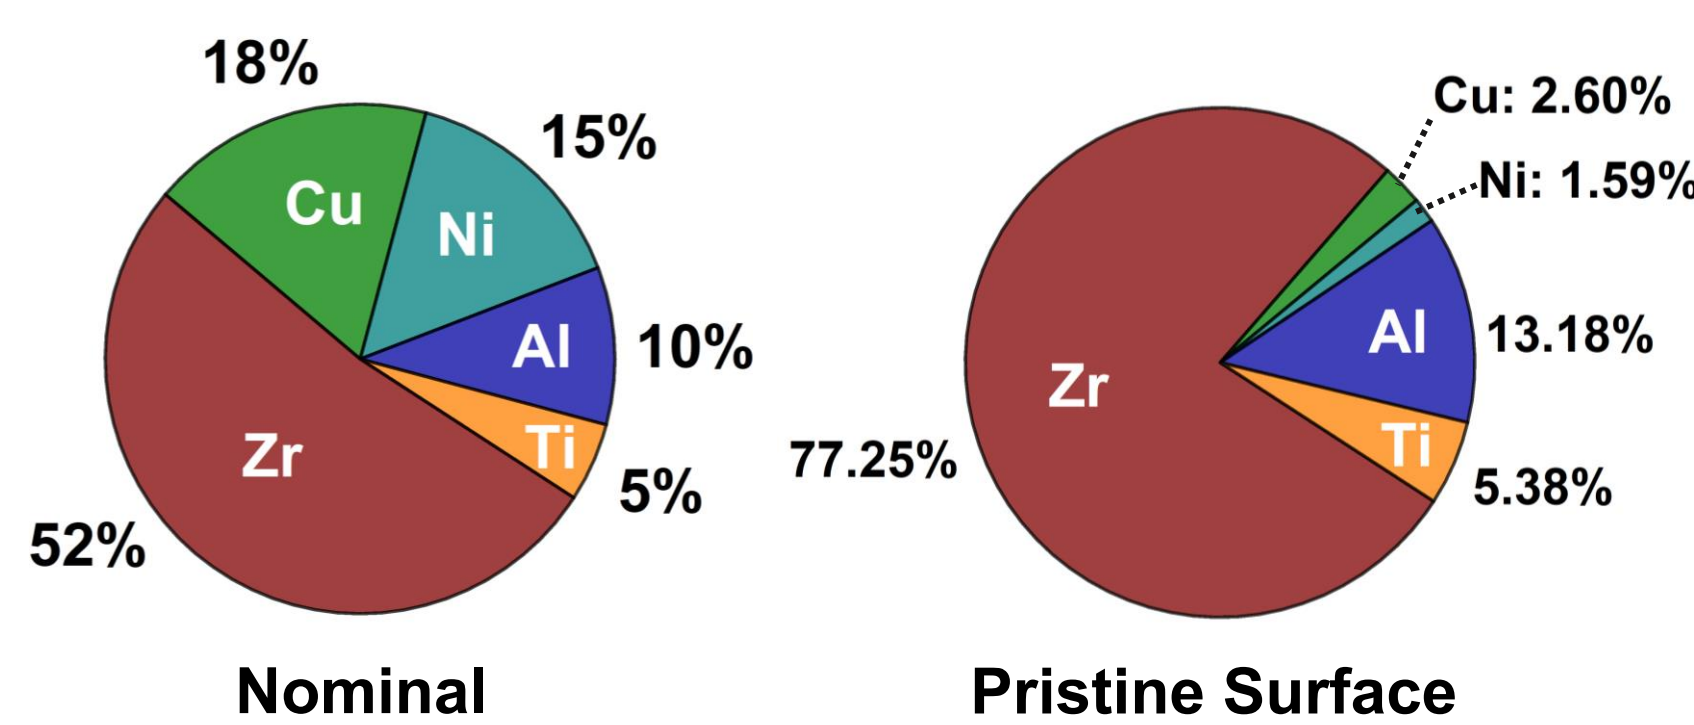 18%
15%
Cu
Ni
Al
10%
Ti
5%
Zr
52%
Nominal
Cu: 2.60%
Ni: 1.59%
Al
13.18%
Zr
Ti
77.25%
5.38%
Pristine Surface